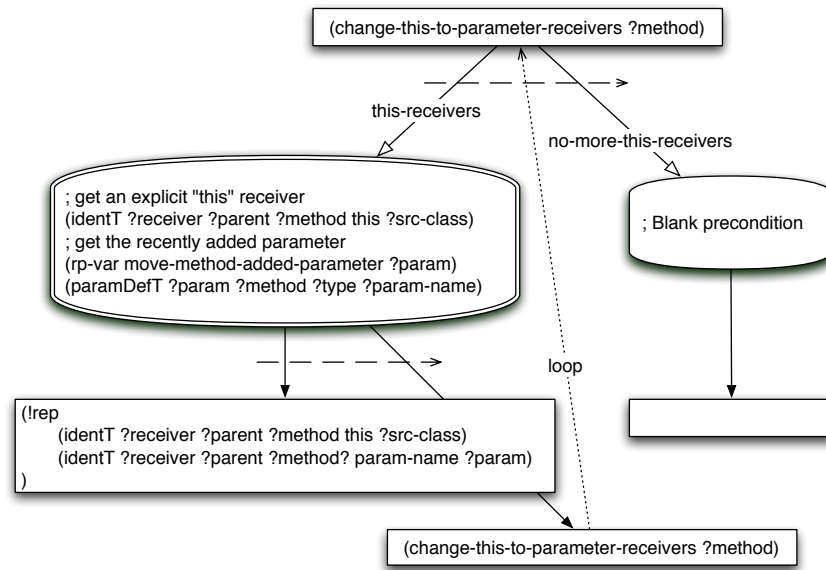 (change-this-to-parameter-receivers ?method)
this-receivers
no-more-this-receivers
; get an explicit "this" receiver
(identT ?receiver ?parent ?method this ?src-class)
; get the recently added parameter
(rp-var move-method-added-parameter ?param)
(paramDefT ?param ?method ?type ?param-name)
; Blank precondition
loop
(!rep
(identT ?receiver ?parent ?method this ?src-class)
(identT ?receiver ?parent ?method? param-name ?param)
)
(change-this-to-parameter-receivers ?method)